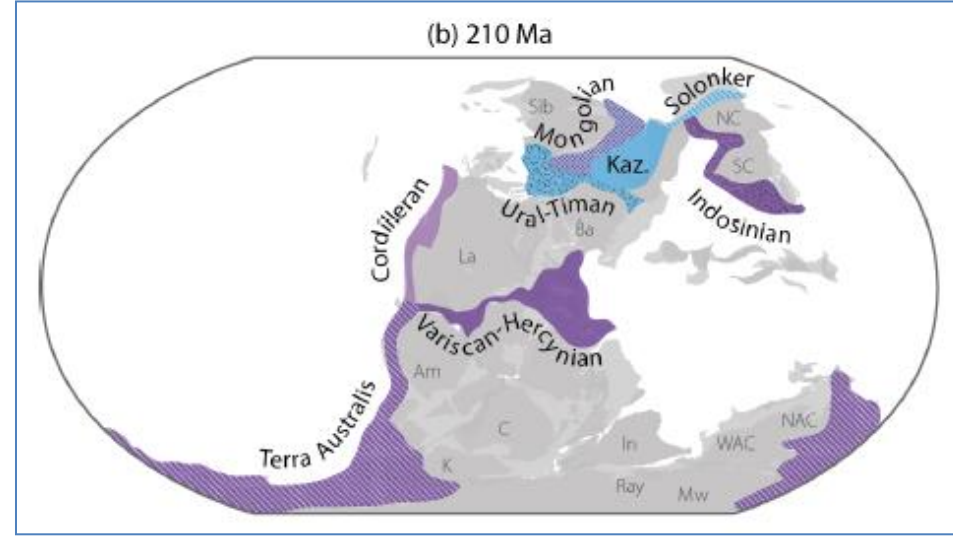 (b) 210 Ma
Sib
Mongolian
Solonker
NC
Kaz.
SC
Ural-Timan
Indosinian
Ba
Cordilleran
La
Variscan-Hercynian
Am
Terra Australis
C
NAC
In
WAC
K
Ray
Mw